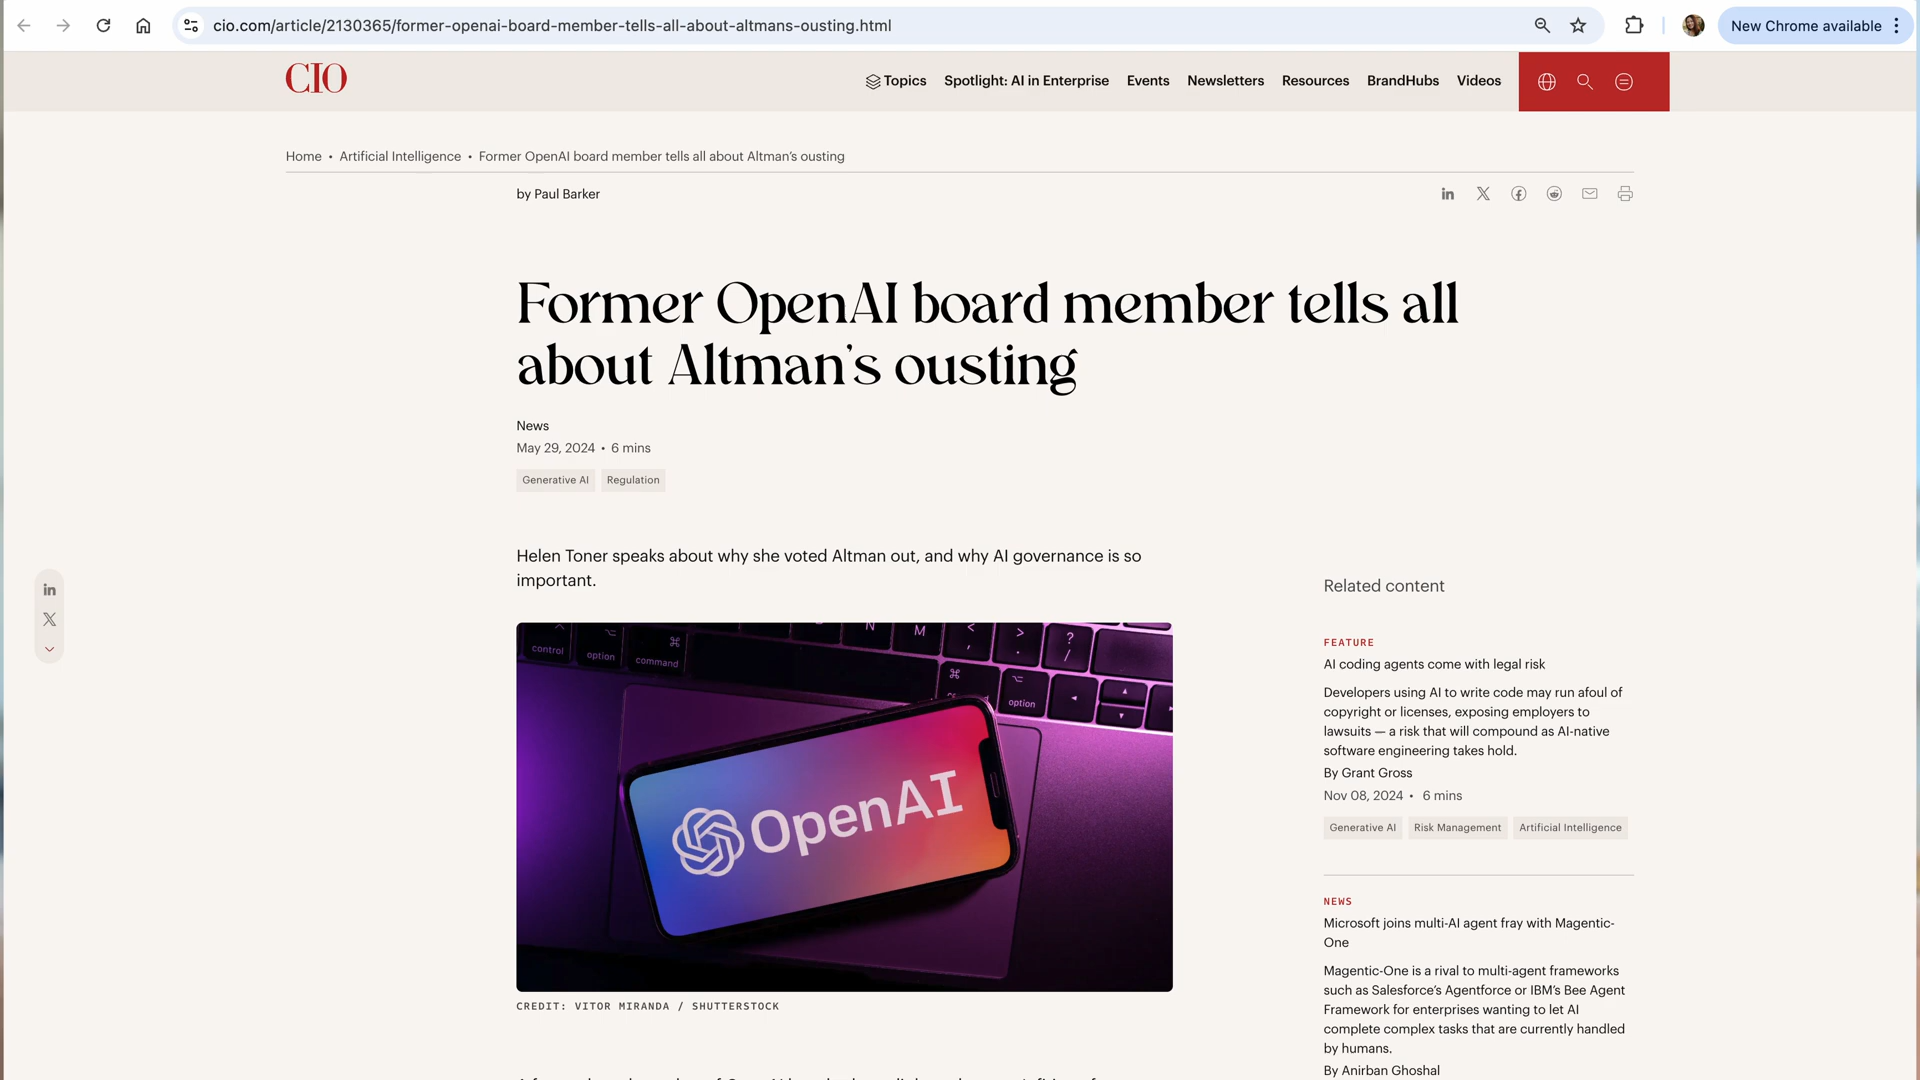 cio.com/article/2130365/former-openai-board-member-tells-all-about-altmans-ousting.html
New Chrome available
CIO
Topics
Spotlight: AI in Enterprise
Events
Newsletters
Resources
BrandHubs
Videos
Home • Artificial Intelligence • Former OpenAI board member tells all about Altman's ousting
by Paul Barker
Former OpenAI board member tells all
about Altman's ousting
News
May 29, 2024 • 6 mins
Generative AI
Regulation
Helen Toner speaks about why she voted Altman out, and why AI governance is so
important.
control
option
command
N
M
<
,
>
.
?
/
option
OpenAI
CREDIT: VITOR MIRANDA / SHUTTERSTOCK
Related content
FEATURE
AI coding agents come with legal risk
Developers using AI to write code may run afoul of
copyright or licenses, exposing employers to
lawsuits — a risk that will compound as AI-native
software engineering takes hold.
By Grant Gross
Nov 08, 2024 • 6 mins
Generative AI
Risk Management
Artificial Intelligence
NEWS
Microsoft joins multi-AI agent fray with Magentic-
One
Magentic-One is a rival to multi-agent frameworks
such as Salesforce's Agentforce or IBM's Bee Agent
Framework for enterprises wanting to let AI
complete complex tasks that are currently handled
by humans.
By Anirban Ghoshal